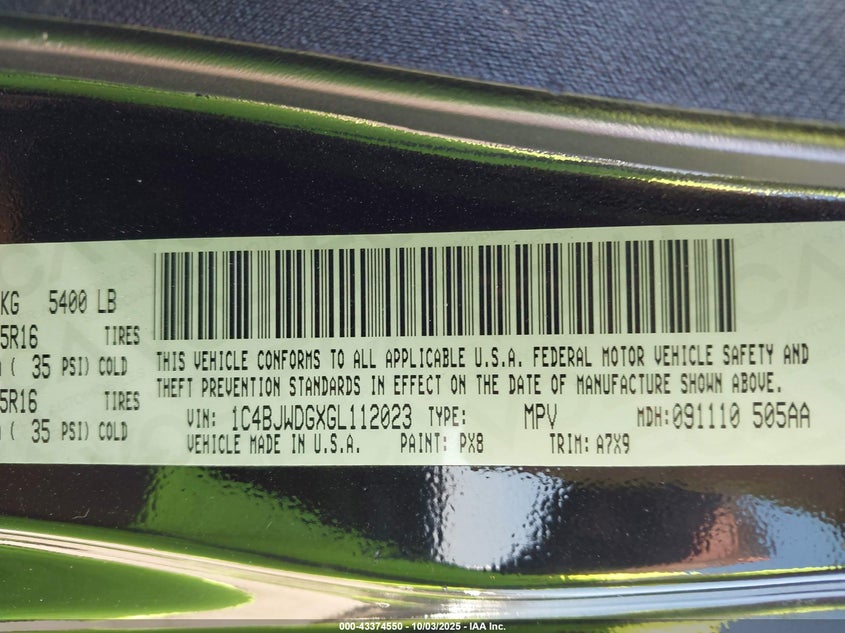 KG 5400 LB
5R16 TIRES
( 35 PSI) COLD
5R16 TIRES
( 35 PSI) COLD
THIS VEHICLE CONFORMS TO ALL APPLICABLE U.S.A. FEDERAL MOTOR VEHICLE SAFETY AND
THEFT PREVENTION STANDARDS IN EFFECT ON THE DATE OF MANUFACTURE SHOWN ABOVE.
VIN: 1C4BJWDGXGL112023 TYPE: MPV MDH:091110 505AA
VEHICLE MADE IN U.S.A. PAINT: PX8 TRIM: A7X9
000-43374550 - 10/03/2025 - IAA Inc.